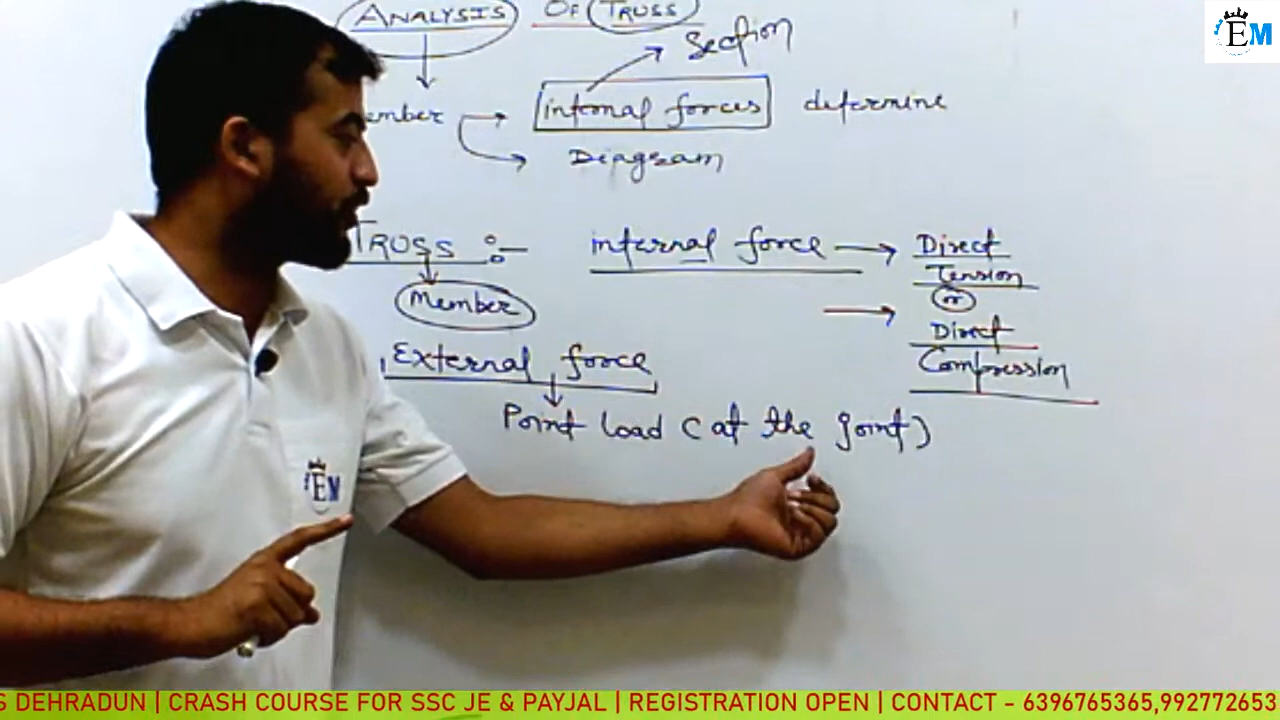 ANALYSIS OF TRUSS
Section
ember → internal forces determine
Diagram
TRUSS :- internal force → Direct
Tension
or
Member
→ Direct
External force
Compression
Point Load (at the joint)
EM
EM
S DEHRADUN | CRASH COURSE FOR SSC JE & PAYJAL | REGISTRATION OPEN | CONTACT - 6396765365,992772653